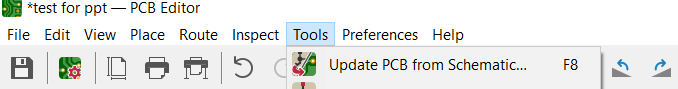 *test for ppt — PCB Editor
File Edit View Place Route Inspect Tools Preferences Help
Update PCB from Schematic... F8